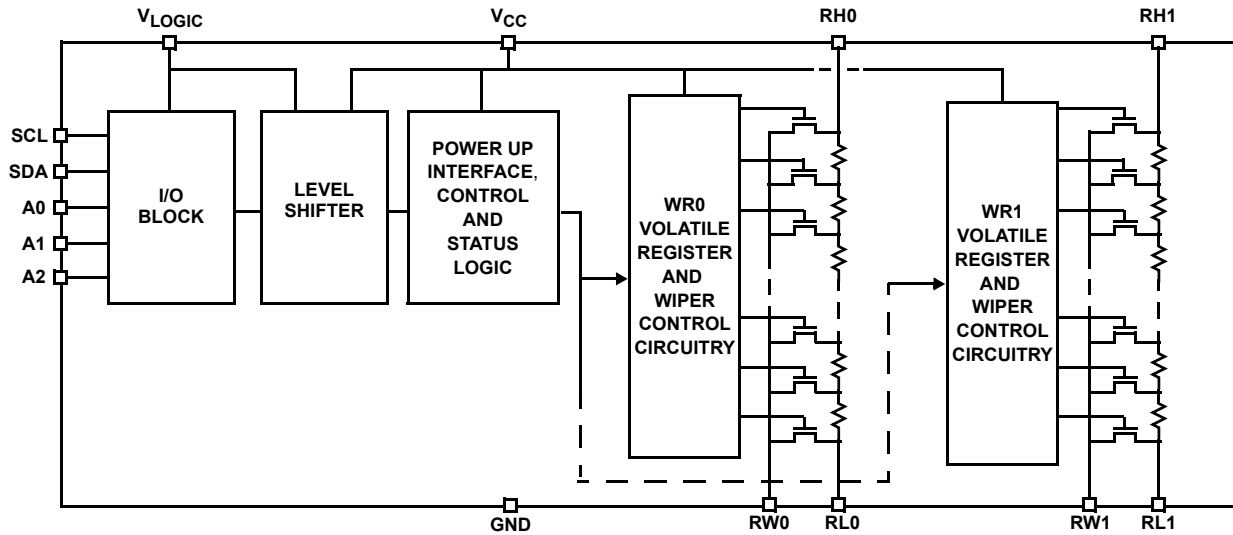 VLOGIC
VCC
RH0
RH1
SCL
SDA
A0
A1
A2
I/O
BLOCK
LEVEL
SHIFTER
POWER UP
INTERFACE,
CONTROL
AND
STATUS
LOGIC
WR0
VOLATILE
REGISTER
AND
WIPER
CONTROL
CIRCUITRY
WR1
VOLATILE
REGISTER
AND
WIPER
CONTROL
CIRCUITRY
GND
RW0
RL0
RW1
RL1